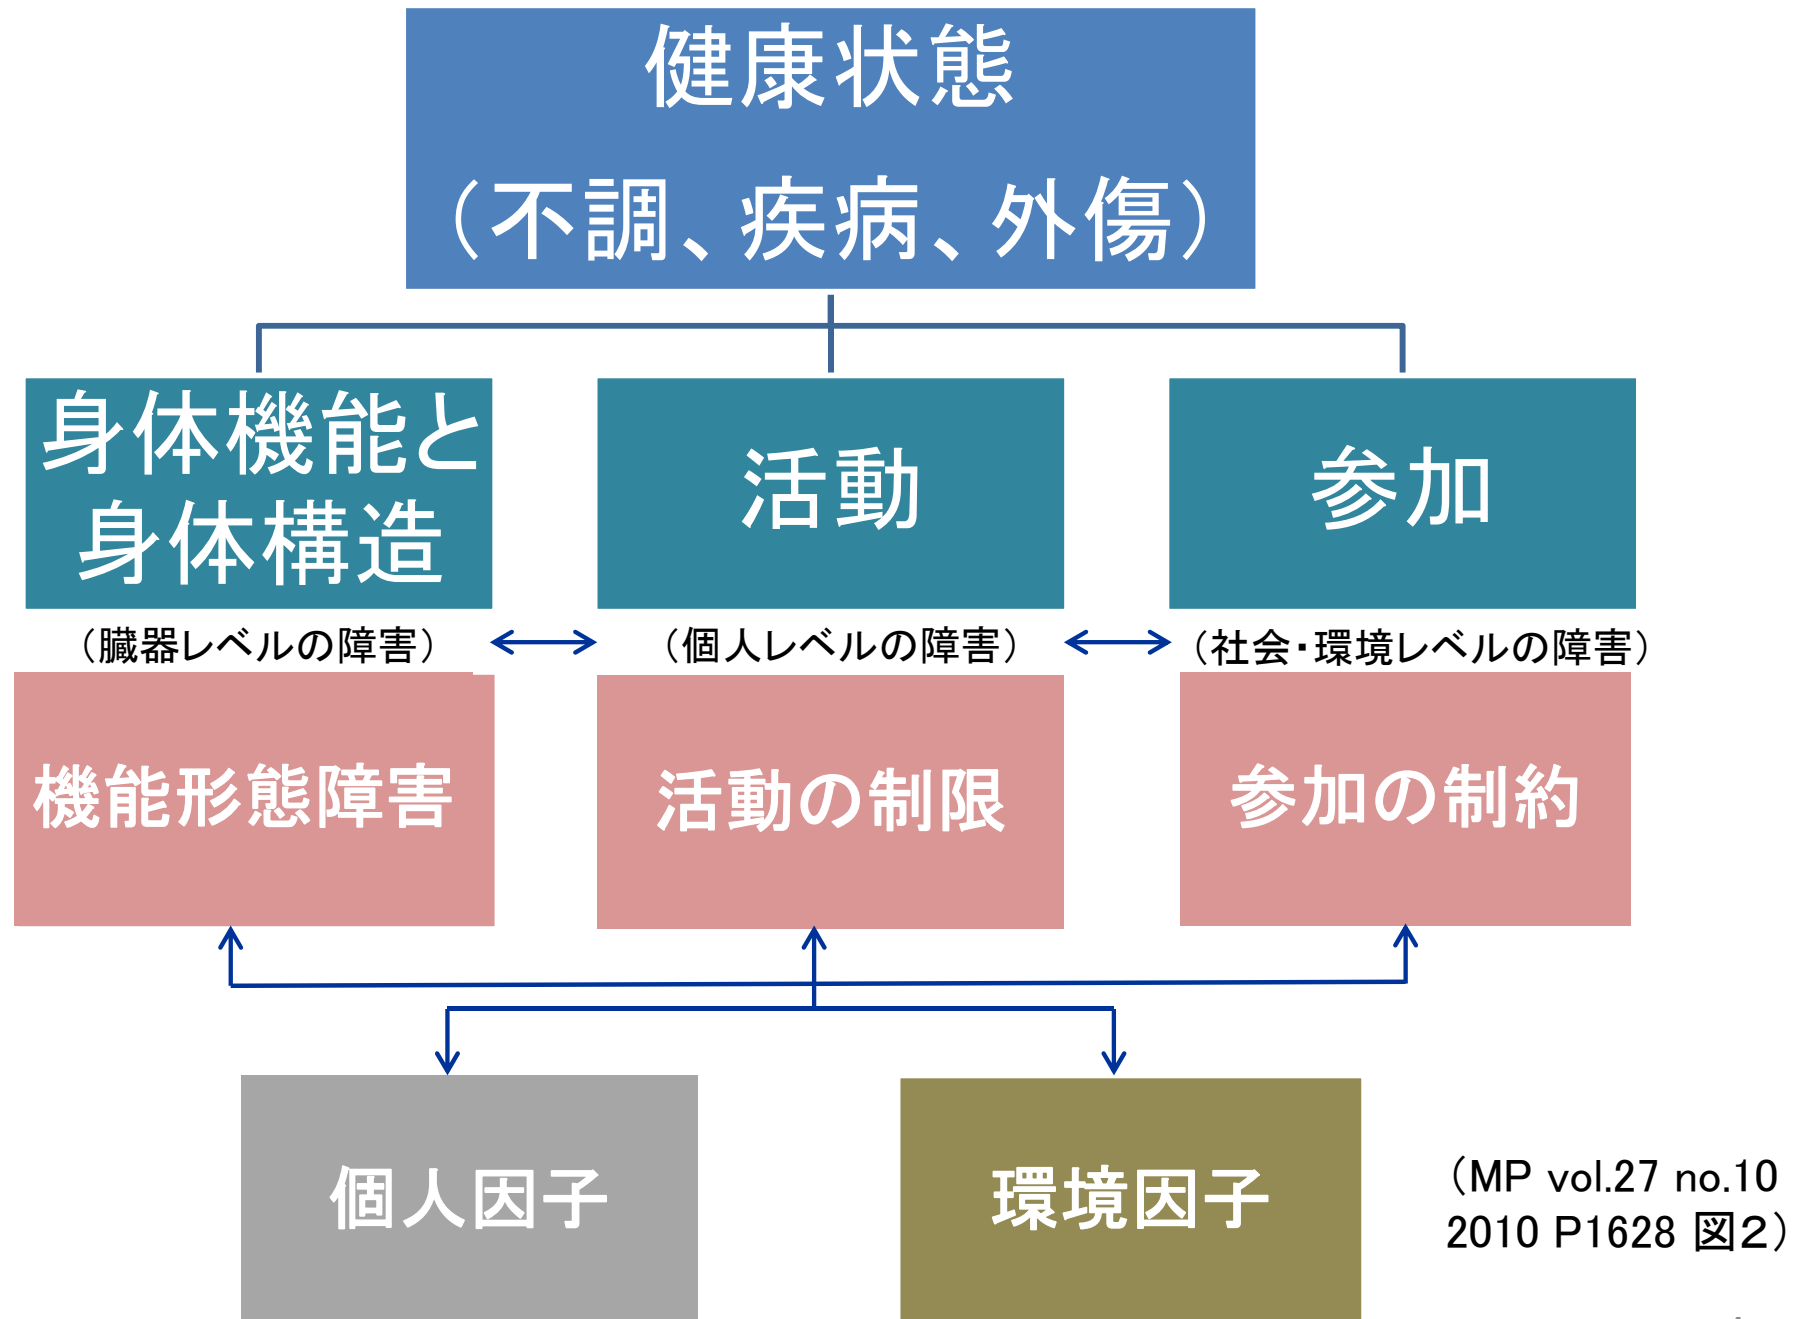 健康状態
（不調、疾病、外傷）
身体機能と
身体構造
活動
参加
（臓器レベルの障害）
（個人レベルの障害）
（社会・環境レベルの障害）
機能形態障害
活動の制限
参加の制約
個人因子
環境因子
（MP vol.27 no.10
2010 P1628 図２）